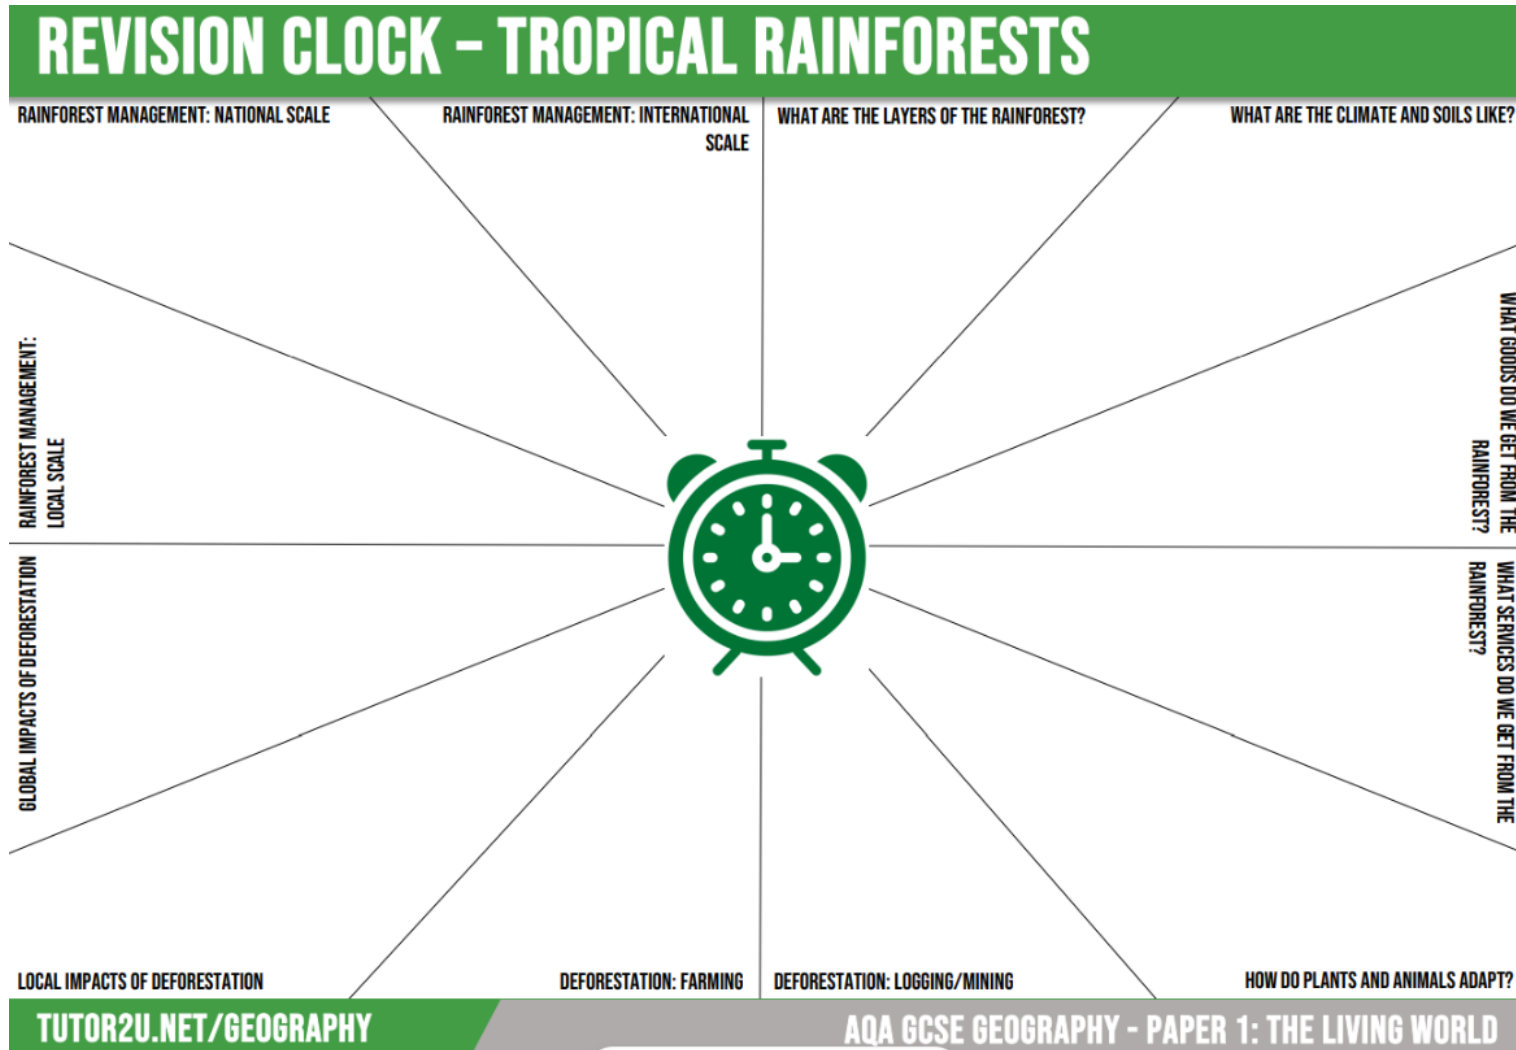 REVISION CLOCK – TROPICAL RAINFORESTS
RAINFOREST MANAGEMENT: NATIONAL SCALE
RAINFOREST MANAGEMENT: INTERNATIONAL
SCALE
WHAT ARE THE LAYERS OF THE RAINFOREST?
WHAT ARE THE CLIMATE AND SOILS LIKE?
WHAT GOODS DO WE GET FROM THE
RAINFOREST?
WHAT SERVICES DO WE GET FROM THE
RAINFOREST?
HOW DO PLANTS AND ANIMALS ADAPT?
DEFORESTATION: LOGGING/MINING
DEFORESTATION: FARMING
LOCAL IMPACTS OF DEFORESTATION
GLOBAL IMPACTS OF DEFORESTATION
RAINFOREST MANAGEMENT:
LOCAL SCALE
TUTOR2U.NET/GEOGRAPHY
AQA GCSE GEOGRAPHY - PAPER 1: THE LIVING WORLD